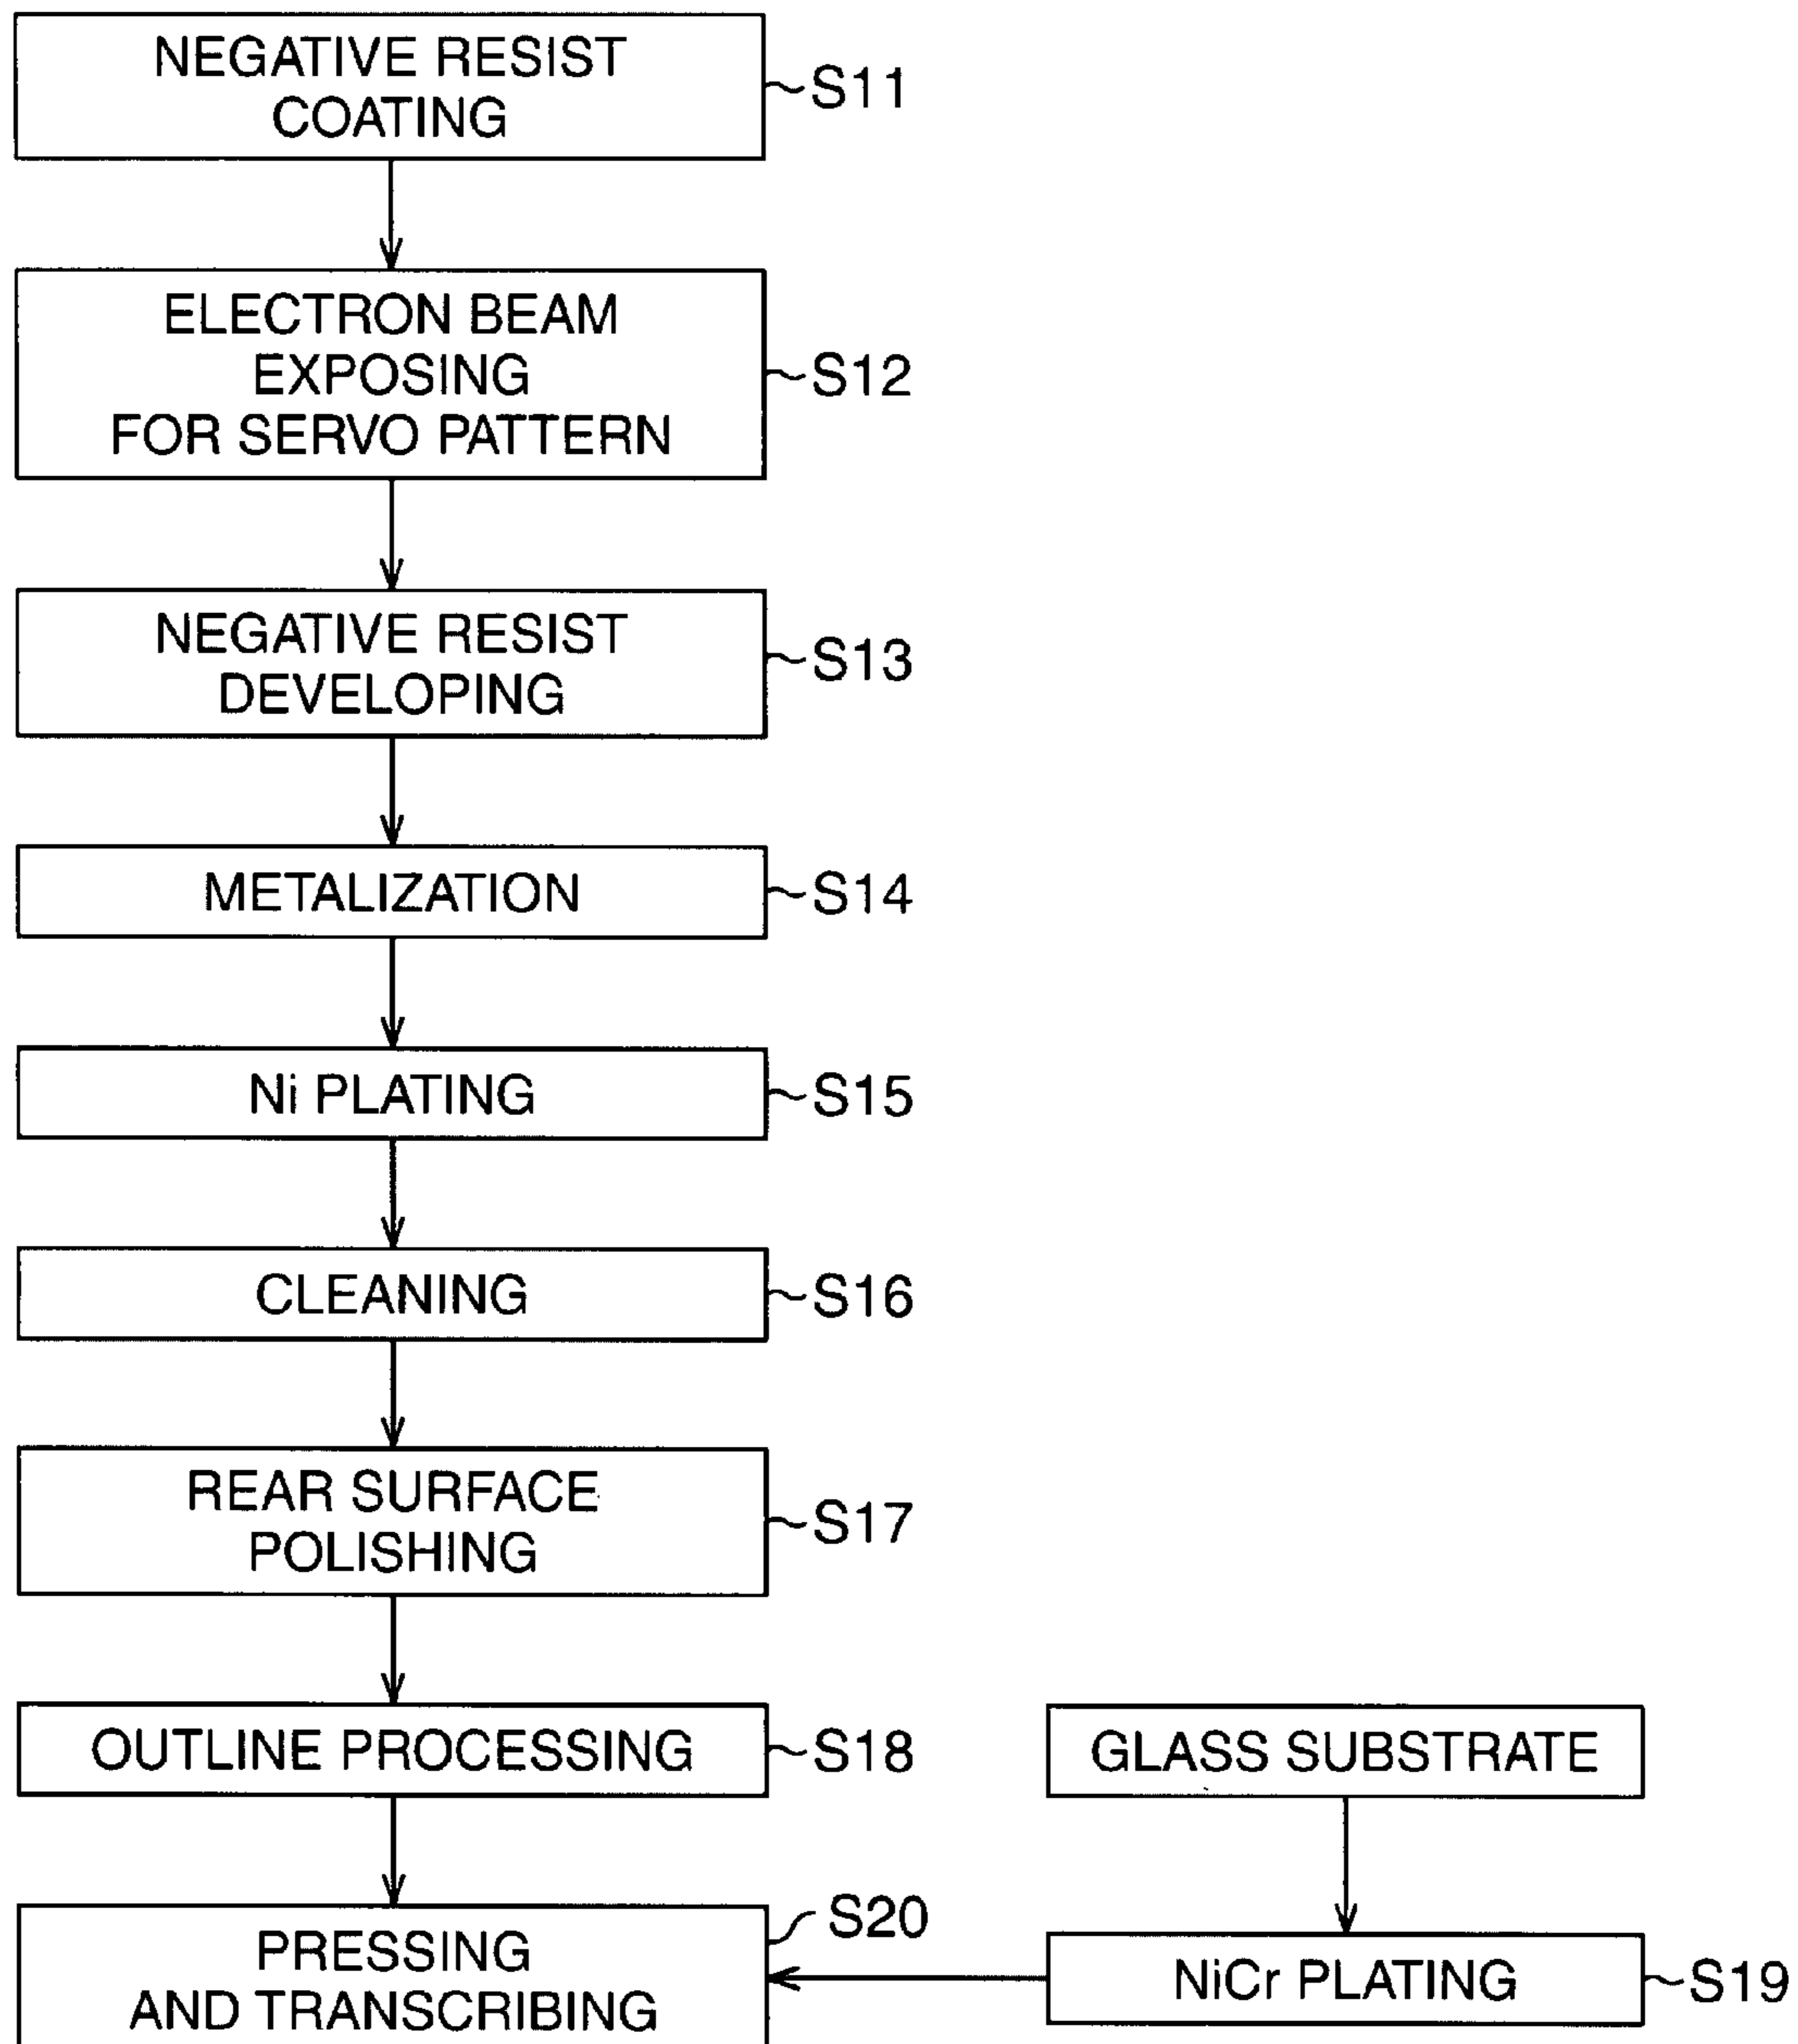 NEGATIVE RESIST
COATING
S11
ELECTRON BEAM
EXPOSING
FOR SERVO PATTERN
S12
NEGATIVE RESIST
DEVELOPING
S13
METALIZATION
S14
Ni PLATING
S15
CLEANING
S16
REAR SURFACE
POLISHING
S17
OUTLINE PROCESSING
S18
GLASS SUBSTRATE
PRESSING
AND TRANSCRIBING
S20
NiCr PLATING
S19